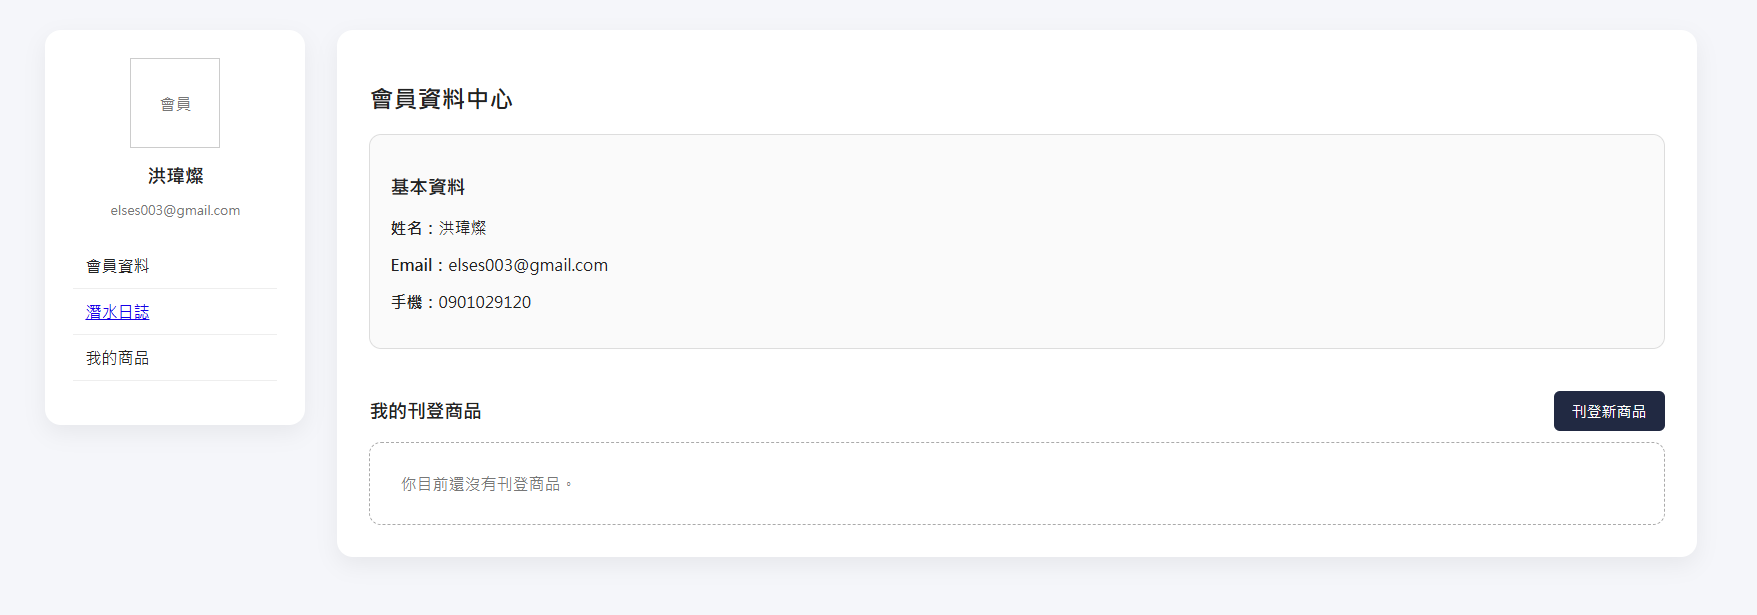 會員
洪瑋燦
elses003@gmail.com
會員資料
潛水日誌
我的商品
會員資料中心
基本資料
姓名：洪瑋燦
Email：elses003@gmail.com
手機：0901029120
我的刊登商品
刊登新商品
你目前還沒有刊登商品。